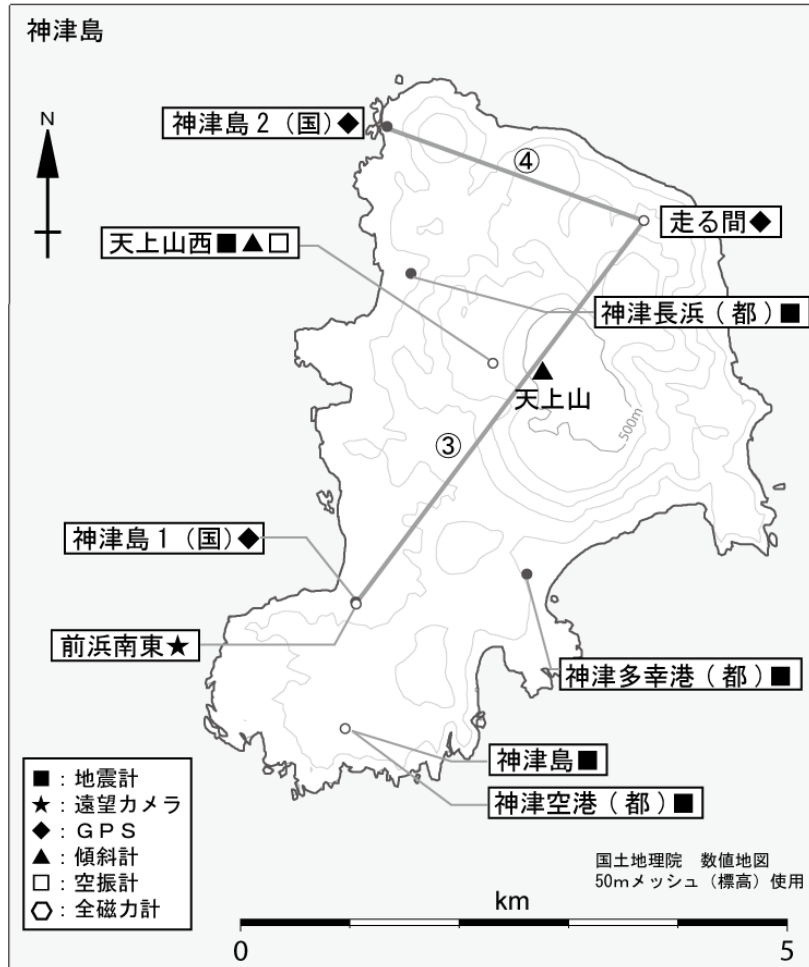 神津島
N
神津島2（国）◆
④
走る間◆
天上山西■▲□
神津長浜（都）■
天上山
500m
③
神津島1（国）◆
前浜南東★
神津多幸港（都）■
神津島■
神津空港（都）■
■：地震計
★：遠望カメラ
◆：GPS
▲：傾斜計
□：空振計
⬡：全磁力計
国土地理院 数値地図
50mメッシュ（標高）使用
km
0 5